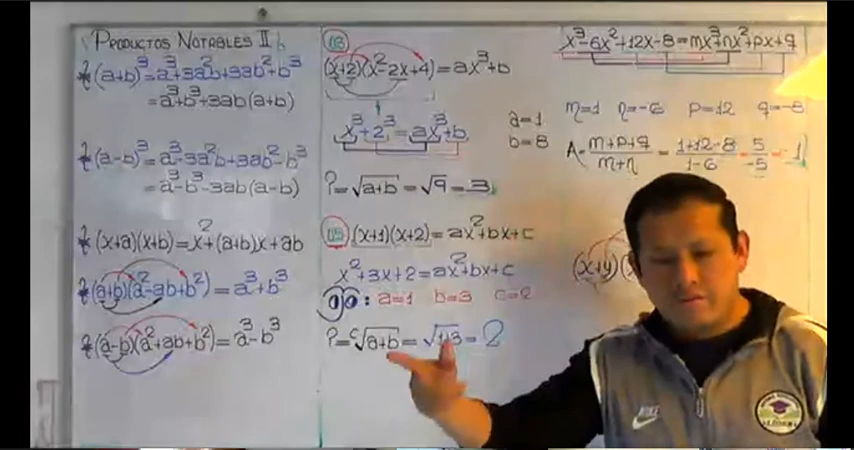 PRODUCTOS NOTABLES II
* (a+b)³=a³+3a²b+3ab²+b³
=a³+b³+3ab(a+b)
* (a-b)³=a³-3a²b+3ab²-b³
=a³-b³-3ab(a-b)
* (x+a)(x+b)=x²+(a+b)x+ab
* (a+b)(a²-ab+b²)=a³+b³
* (a-b)(a²+ab+b²)=a³-b³
03
(x+2)(x²-2x+4)=ax³+b
x³+2³=ax³+b
a=1
b=8
P=√a+b=√9=3
05 (x+1)(x+2)=ax²+bx+c
x²+3x+2=ax²+bx+c
: a=1 b=3 c=2
P=ᶜ√a+b=√1+3=2
x³-6x²+12x-8=mx³+nx²+px+q
m=1 n=-6 p=12 q=-8
A=m+p+q/m+n=1+12-8/1-6=5/-5=-1
(x+y)(x
NIKE